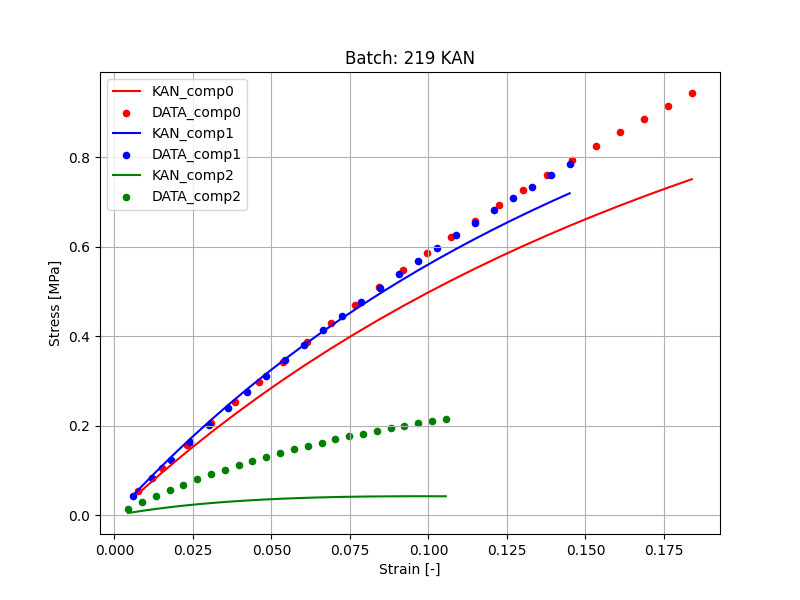 Batch: 219 KAN
KAN_comp0
DATA_comp0
KAN_comp1
DATA_comp1
KAN_comp2
DATA_comp2
Stress [MPa]
0.8
0.6
0.4
0.2
0.0
0.000 0.025 0.050 0.075 0.100 0.125 0.150 0.175
Strain [-]